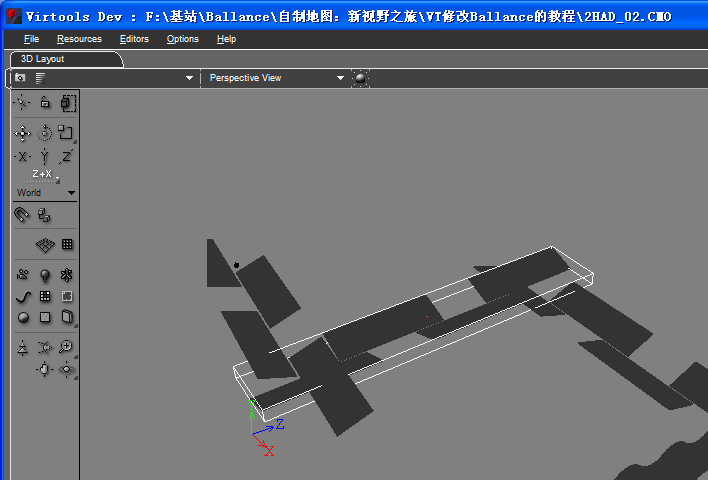 Virtools Dev : F:\基站\Ballance\自制地图：新视野之旅\VT修改Ballance的教程\2HAD_02.CMO
File Resources Editors Options Help
3D Layout
Perspective View
X Y Z
Z+X
World
Z
X